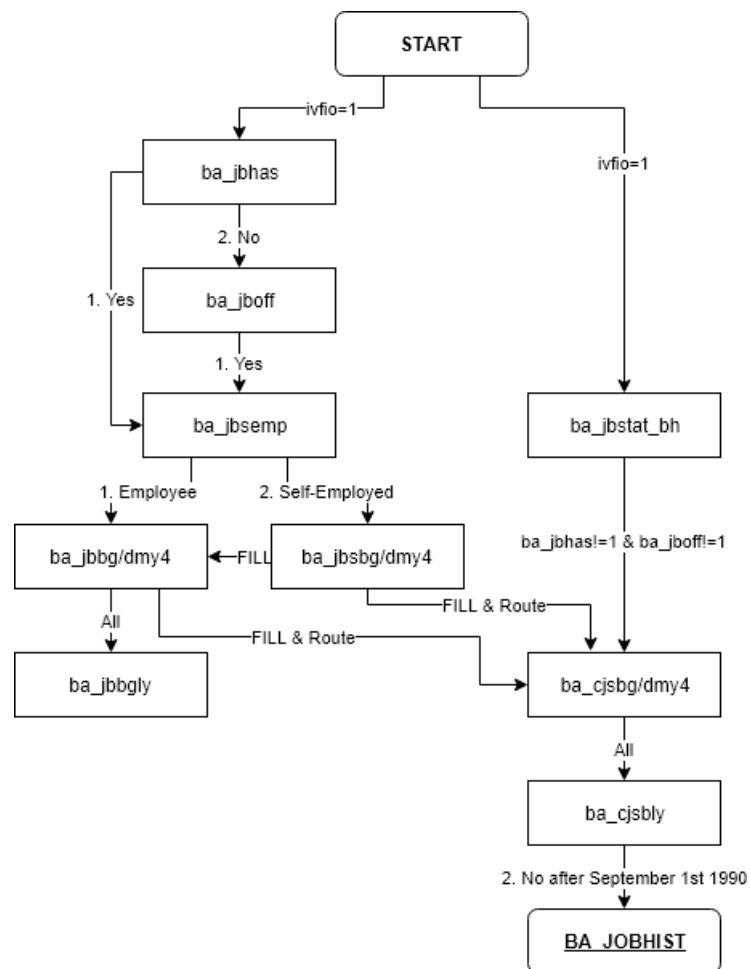 START
ivfio=1
ba_jbhas
ivfio=1
2. No
1. Yes
ba_jboff
1. Yes
ba_jbsemp
ba_jbstat_bh
1. Employee
2. Self-Employed
ba_jbbg/dmy4
FILL
ba_jbsbg/dmy4
ba_jbhas!=1 & ba_jboff!=1
FILL & Route
All
FILL & Route
ba_jbbgly
ba_cjsbg/dmy4
All
ba_cjsbly
2. No after September 1st 1990
BA_JOBHIST